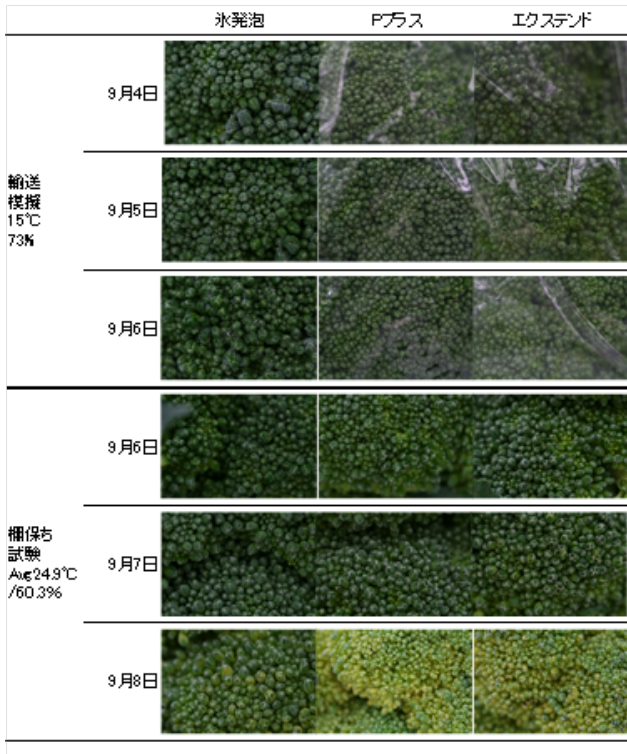 氷発泡 Pプラス エクステンド
9月4日
輸送
模擬
15℃
73%
9月5日
9月6日
9月6日
棚保ち
試験
Avg24.9℃
/60.3%
9月7日
9月8日